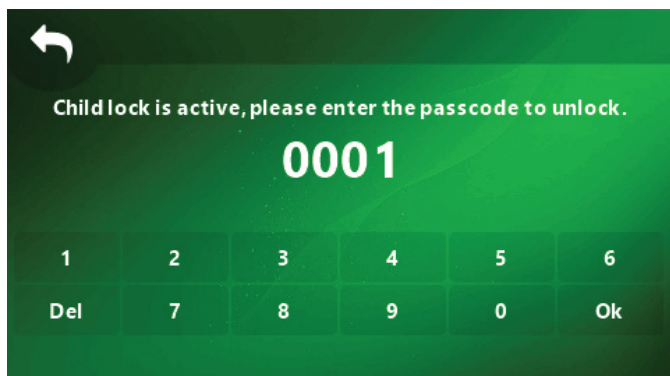 Child lock is active, please enter the passcode to unlock.
0001
1 2 3 4 5 6
Del 7 8 9 0 Ok